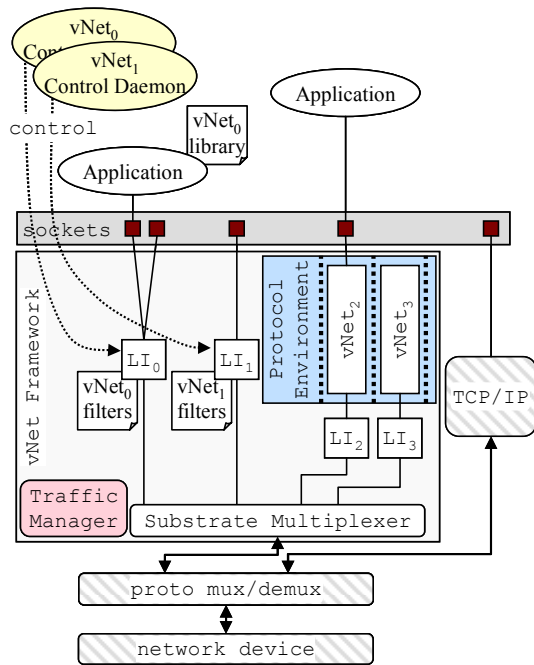 vNet0
Cont
vNet1
Control Daemon
control
Application
vNet0
library
Application
sockets
vNet Framework
Protocol
Environment
vNet2
vNet3
LI0
LI1
vNet0
filters
vNet1
filters
LI2
LI3
TCP/IP
Traffic
Manager
Substrate Multiplexer
proto mux/demux
network device